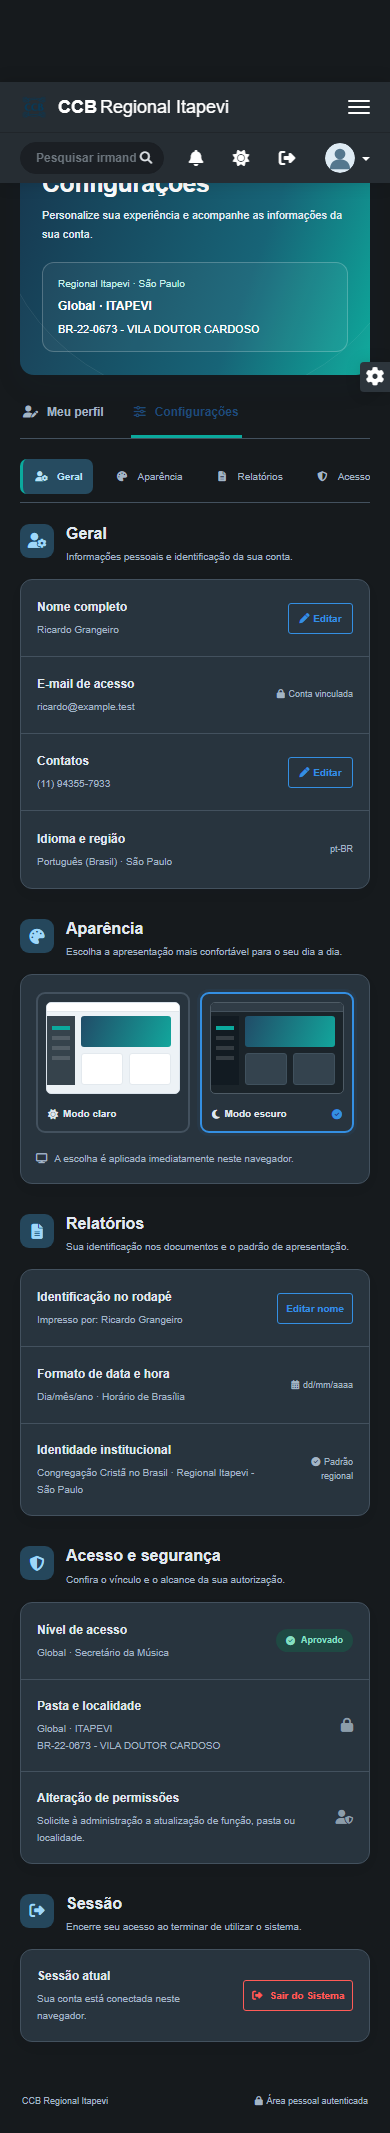 CCB Regional Itapevi
Pesquisar irmand
Configurações
Personalize sua experiência e acompanhe as informações da
sua conta.
Regional Itapevi · São Paulo
Global · ITAPEVI
BR-22-0673 - VILA DOUTOR CARDOSO
Meu perfil
Configurações
Geral
Aparência
Relatórios
Acesso
Geral
Informações pessoais e identificação da sua conta.
Nome completo
Ricardo Grangeiro
Editar
E-mail de acesso
ricardo@example.test
Conta vinculada
Contatos
(11) 94355-7933
Editar
Idioma e região
Português (Brasil) · São Paulo
pt-BR
Aparência
Escolha a apresentação mais confortável para o seu dia a dia.
Modo claro
Modo escuro
A escolha é aplicada imediatamente neste navegador.
Relatórios
Sua identificação nos documentos e o padrão de apresentação.
Identificação no rodapé
Impresso por: Ricardo Grangeiro
Editar nome
Formato de data e hora
Dia/mês/ano · Horário de Brasília
dd/mm/aaaa
Identidade institucional
Congregação Cristã no Brasil · Regional Itapevi -
São Paulo
Padrão
regional
Acesso e segurança
Confira o vínculo e o alcance da sua autorização.
Nível de acesso
Global · Secretário da Música
Aprovado
Pasta e localidade
Global · ITAPEVI
BR-22-0673 - VILA DOUTOR CARDOSO
Alteração de permissões
Solicite à administração a atualização de função, pasta ou
localidade.
Sessão
Encerre seu acesso ao terminar de utilizar o sistema.
Sessão atual
Sua conta está conectada neste
navegador.
Sair do Sistema
CCB Regional Itapevi
Área pessoal autenticada